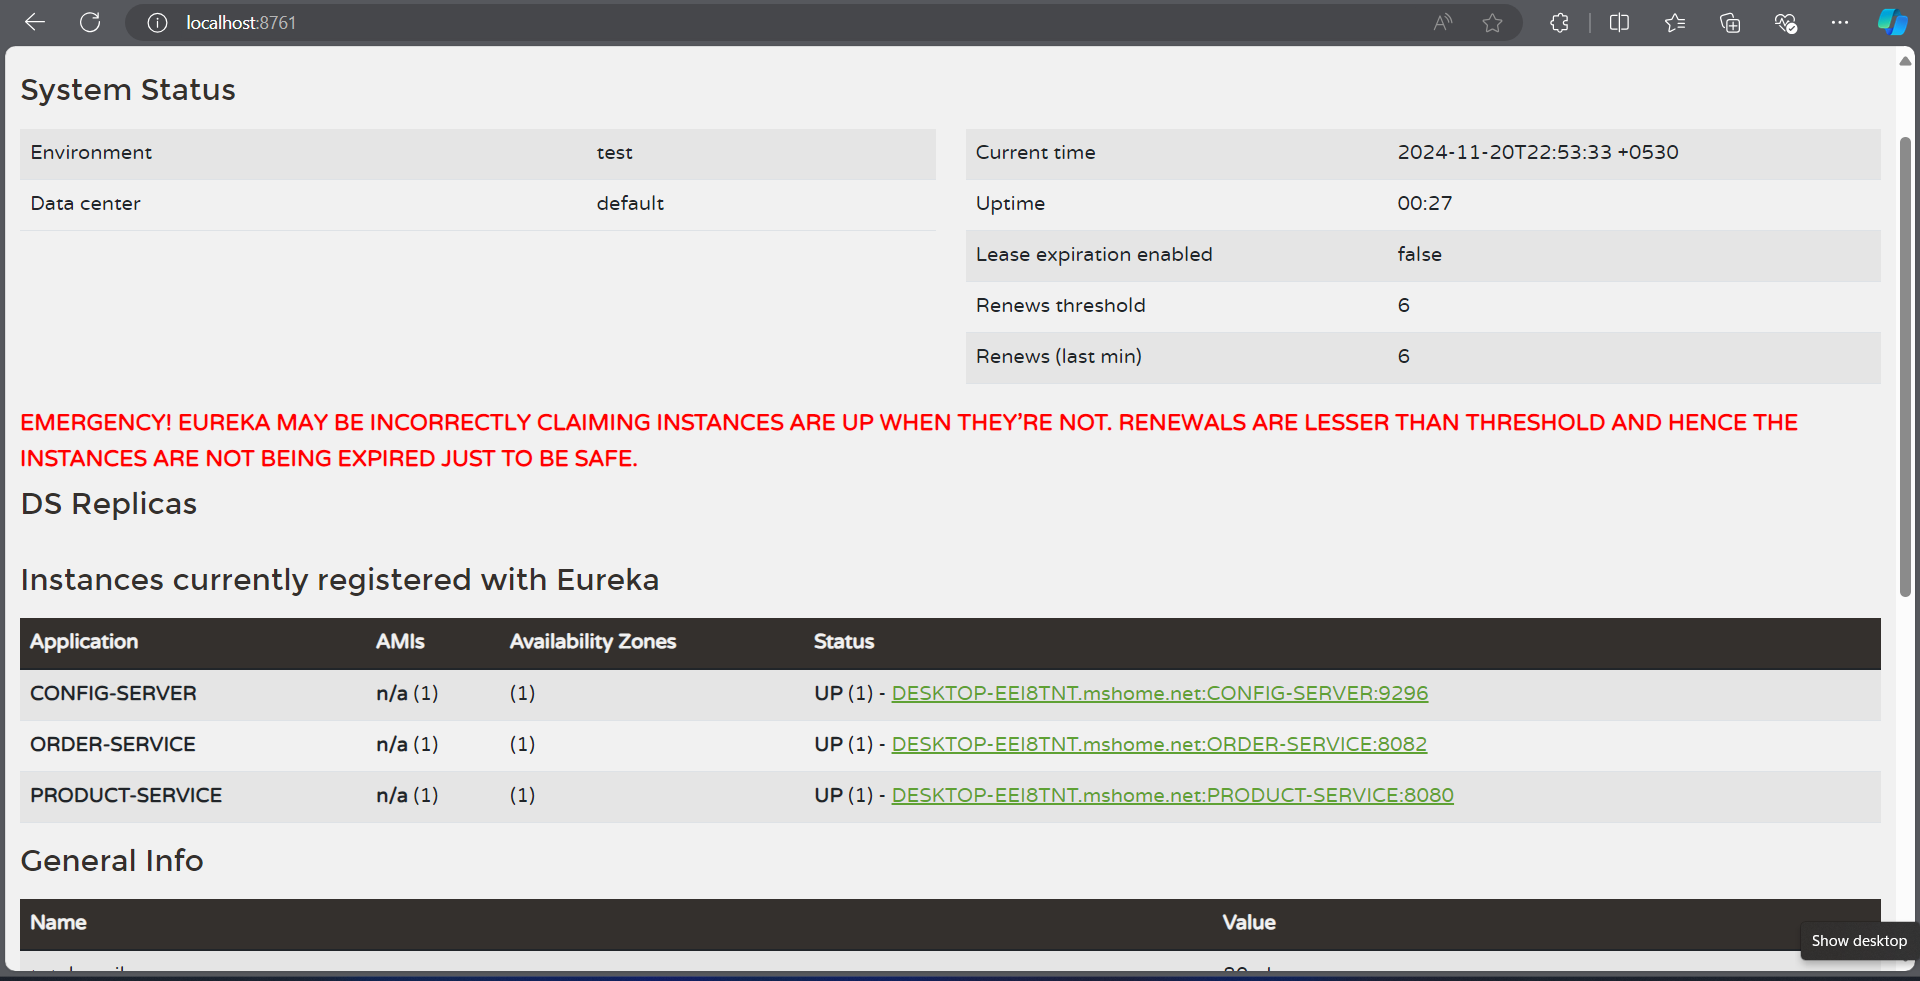 localhost:8761
System Status
Environment test
Data center default
Current time 2024-11-20T22:53:33 +0530
Uptime 00:27
Lease expiration enabled false
Renews threshold 6
Renews (last min) 6
EMERGENCY! EUREKA MAY BE INCORRECTLY CLAIMING INSTANCES ARE UP WHEN THEY'RE NOT. RENEWALS ARE LESSER THAN THRESHOLD AND HENCE THE
INSTANCES ARE NOT BEING EXPIRED JUST TO BE SAFE.
DS Replicas
Instances currently registered with Eureka
Application AMIs Availability Zones Status
CONFIG-SERVER n/a (1) (1) UP (1) - DESKTOP-EEI8TNT.mshome.net:CONFIG-SERVER:9296
ORDER-SERVICE n/a (1) (1) UP (1) - DESKTOP-EEI8TNT.mshome.net:ORDER-SERVICE:8082
PRODUCT-SERVICE n/a (1) (1) UP (1) - DESKTOP-EEI8TNT.mshome.net:PRODUCT-SERVICE:8080
General Info
Name Value
Show desktop